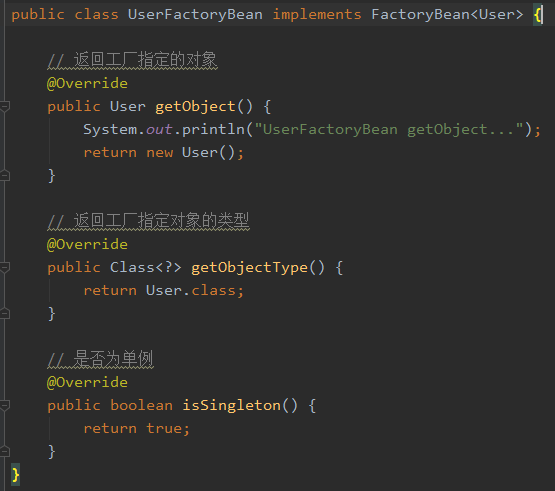 public class UserFactoryBean implements FactoryBean<User> {
// 返回工厂指定的对象
@Override
public User getObject() {
System.out.println("UserFactoryBean getObject...");
return new User();
}
// 返回工厂指定对象的类型
@Override
public Class<?> getObjectType() {
return User.class;
}
// 是否为单例
@Override
public boolean isSingleton() {
return true;
}
}